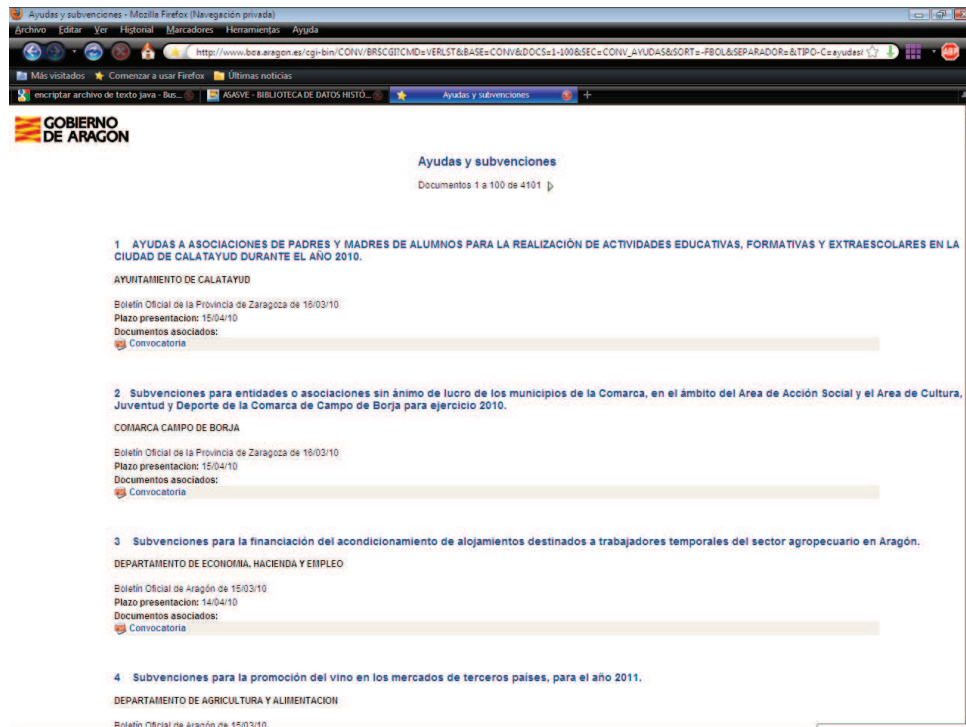 Ayudas y subvenciones - Mozilla Firefox (Navegación privada)
Archivo Editar Ver Historial Marcadores Herramientas Ayuda
http://www.boa.aragon.es/cgi-bin/CONV/BRSCGI?CMD=VERLST&BASE=CONV&DOCS=1-100&SEC=CONV_AYUDAS&SORT=-FBOL&SEPARADOR=&TIPO-C=ayudas
ABP
Más visitados Comenzar a usar Firefox Últimas noticias
encriptar archivo de texto java - Bus... ASASVE - BIBLIOTECA DE DATOS HISTÓ... Ayudas y subvenciones +
GOBIERNO
DE ARAGON
Ayudas y subvenciones
Documentos 1 a 100 de 4101
1 AYUDAS A ASOCIACIONES DE PADRES Y MADRES DE ALUMNOS PARA LA REALIZACIÓN DE ACTIVIDADES EDUCATIVAS, FORMATIVAS Y EXTRAESCOLARES EN LA
CIUDAD DE CALATAYUD DURANTE EL AÑO 2010.
AYUNTAMIENTO DE CALATAYUD
Boletín Oficial de la Provincia de Zaragoza de 16/03/10
Plazo presentacion: 15/04/10
Documentos asociados:
Convocatoria
2 Subvenciones para entidades o asociaciones sin ánimo de lucro de los municipios de la Comarca, en el ámbito del Area de Acción Social y el Area de Cultura,
Juventud y Deporte de la Comarca de Campo de Borja para ejercicio 2010.
COMARCA CAMPO DE BORJA
Boletín Oficial de la Provincia de Zaragoza de 16/03/10
Plazo presentacion: 15/04/10
Documentos asociados:
Convocatoria
3 Subvenciones para la financiación del acondicionamiento de alojamientos destinados a trabajadores temporales del sector agropecuario en Aragón.
DEPARTAMENTO DE ECONOMIA, HACIENDA Y EMPLEO
Boletín Oficial de Aragón de 15/03/10
Plazo presentacion: 14/04/10
Documentos asociados:
Convocatoria
4 Subvenciones para la promoción del vino en los mercados de terceros países, para el año 2011.
DEPARTAMENTO DE AGRICULTURA Y ALIMENTACION
Boletín Oficial de Aragón de 15/03/10